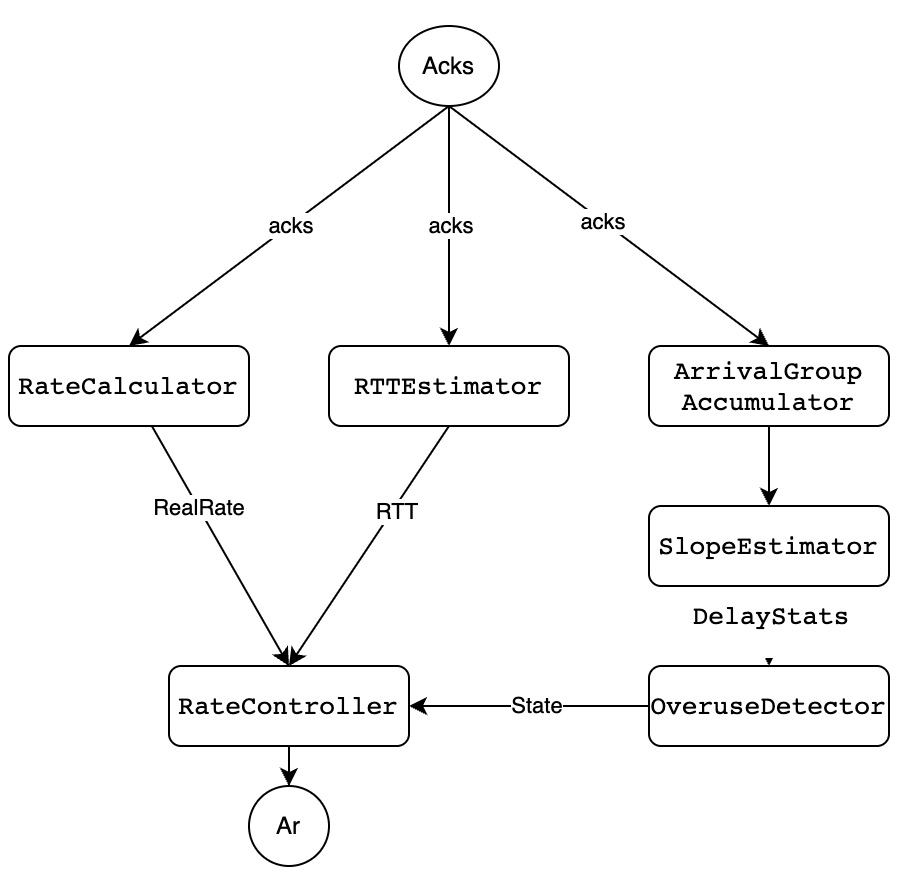 Acks
acks
acks
acks
RateCalculator
RTTEstimator
ArrivalGroup
Accumulator
RealRate
RTT
SlopeEstimator
DelayStats
RateController
State
OveruseDetector
Ar